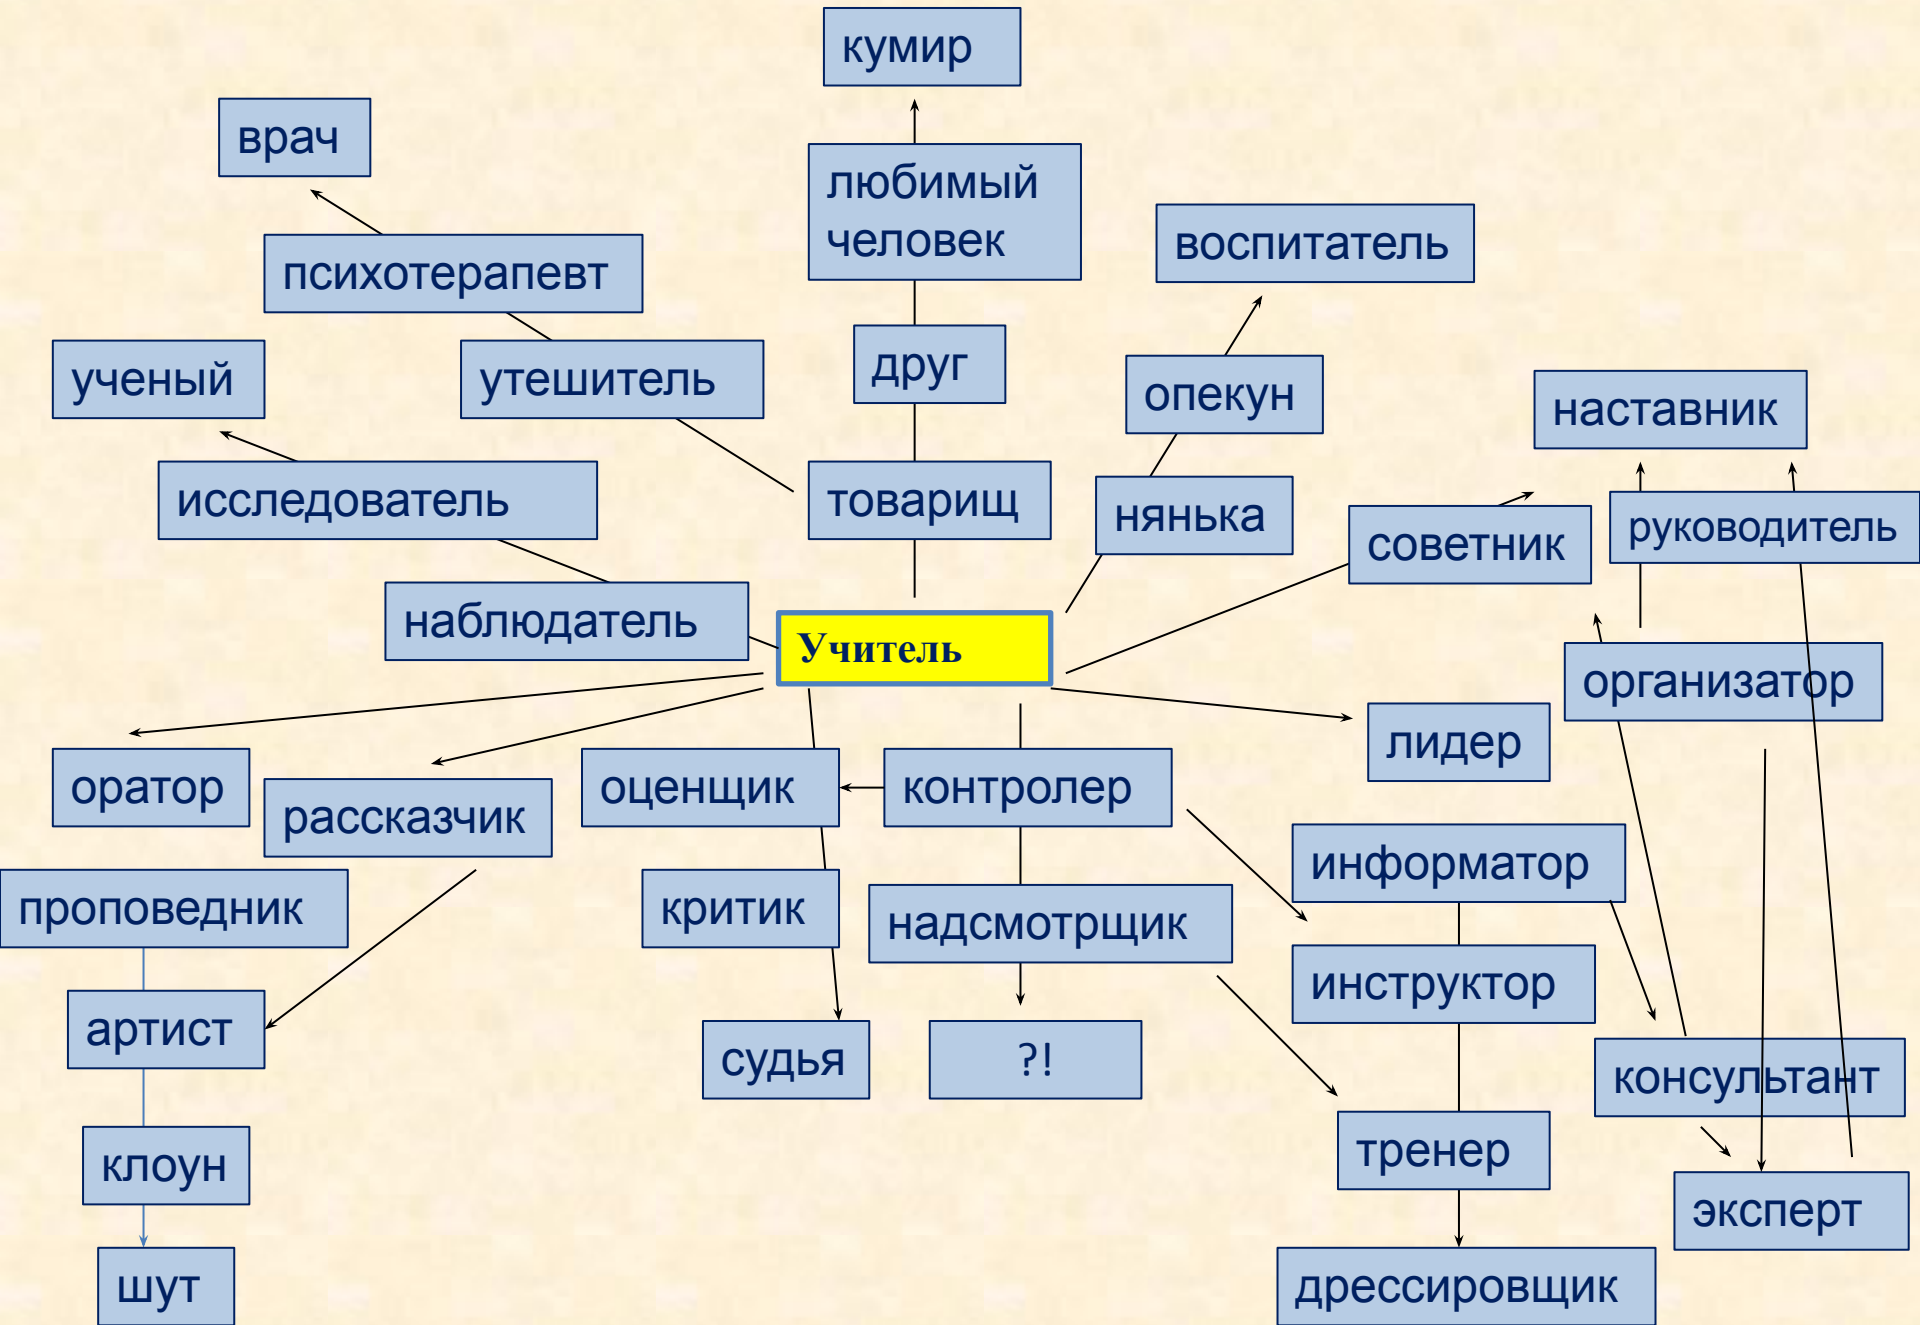 кумир
врач
любимый
человек
воспитатель
психотерапевт
ученый
утешитель
друг
опекун
наставник
исследователь
товарищ
нянька
советник
руководитель
наблюдатель
Учитель
организатор
лидер
оратор
рассказчик
оценщик
контролер
информатор
проповедник
критик
надсмотрщик
инструктор
артист
судья
?!
консультант
клоун
тренер
эксперт
шут
дрессировщик